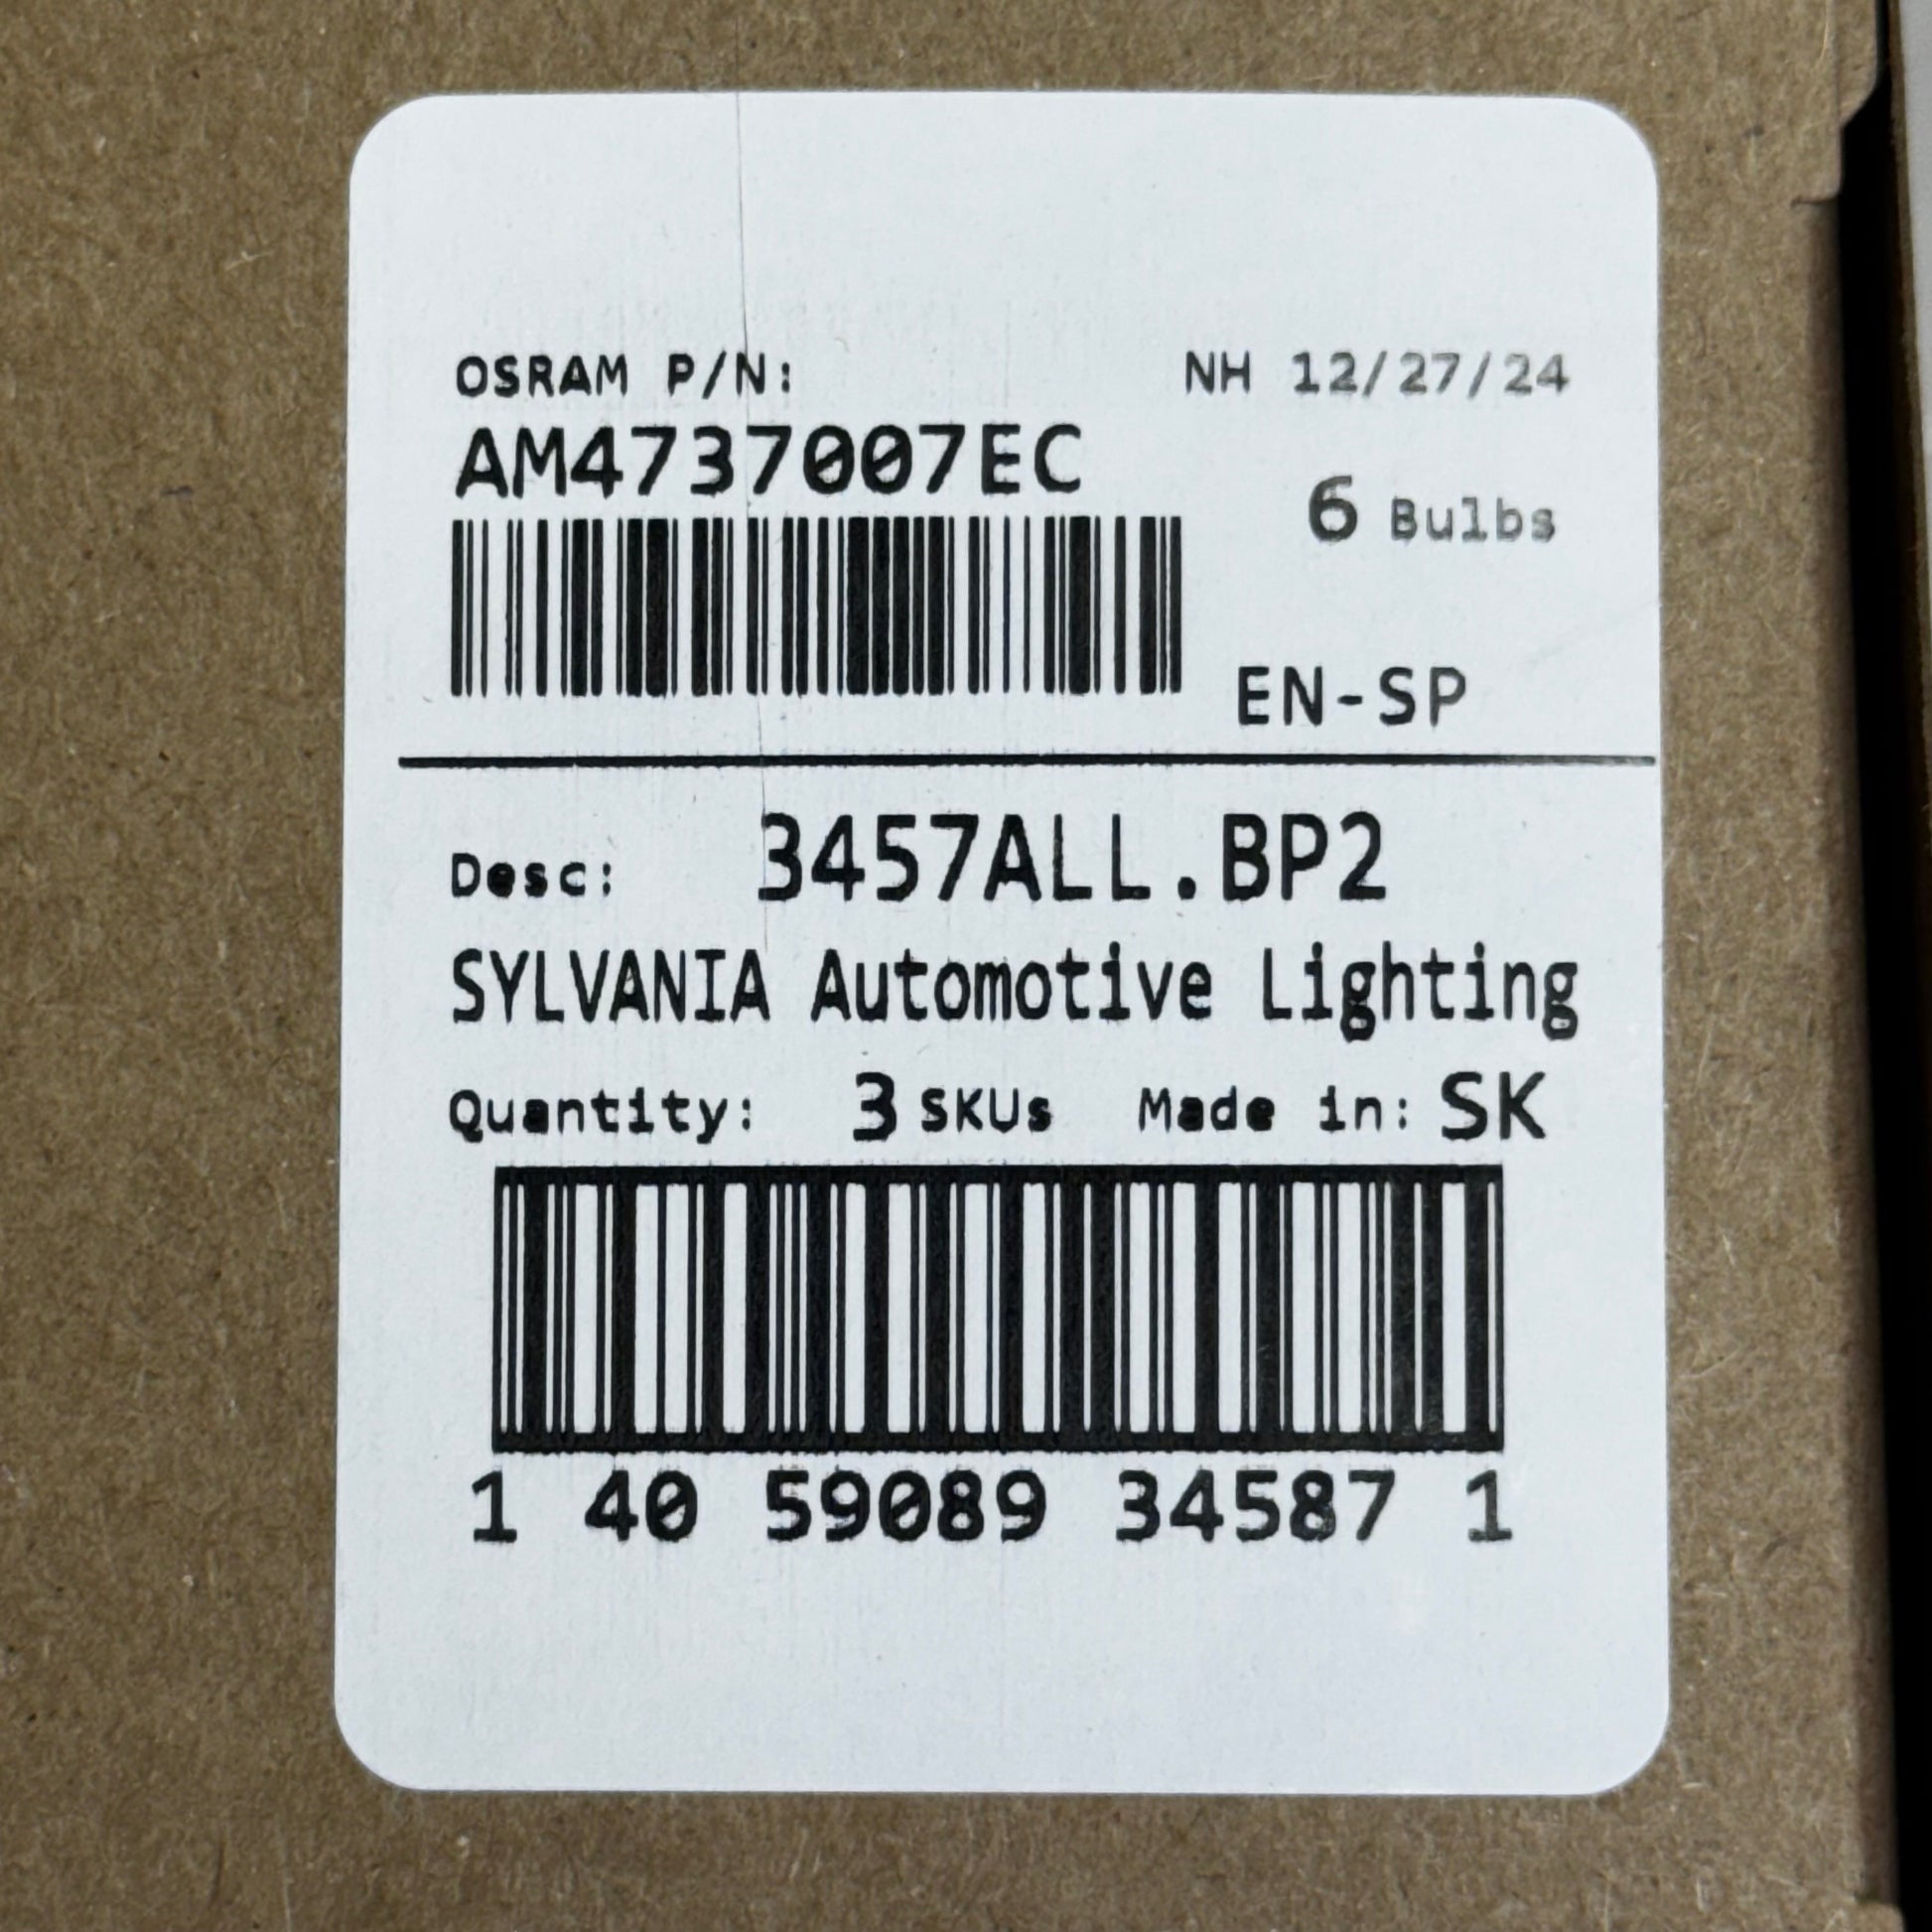 OSRAM P/N:
NH 12/27/24
AM4737007EC
6 Bulbs
EN-SP
Desc: 3457ALL.BP2
SYLVANIA Automotive Lighting
Quantity: 3 SKUs Made in: SK
1 40 59089 34587 1